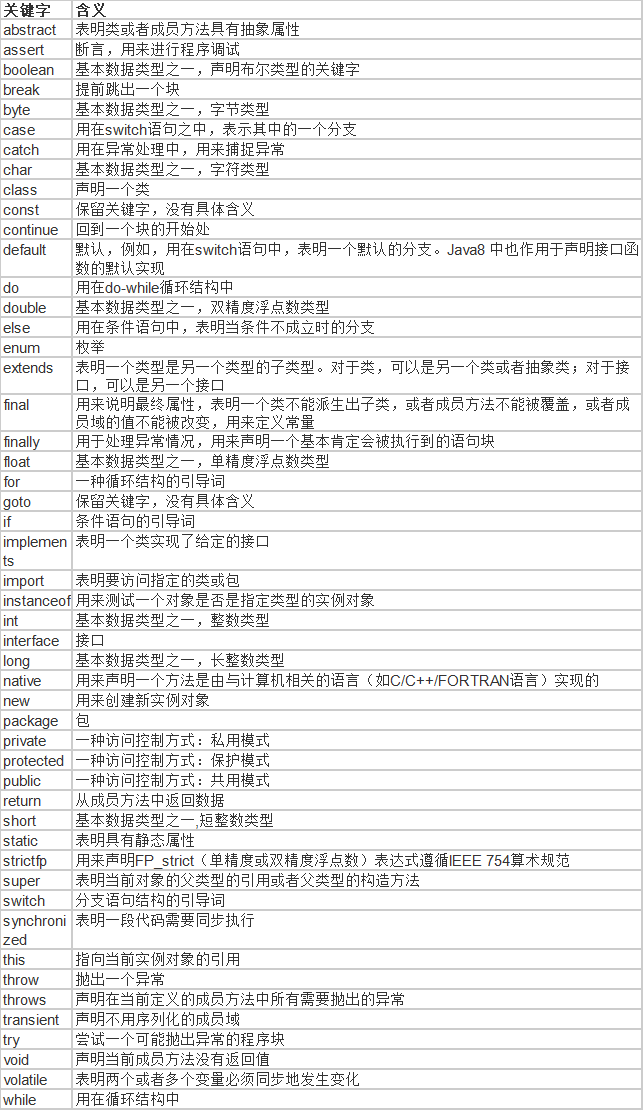 关键字 含义
abstract 表明类或者成员方法具有抽象属性
assert 断言，用来进行程序调试
boolean 基本数据类型之一，声明布尔类型的关键字
break 提前跳出一个块
byte 基本数据类型之一，字节类型
case 用在switch语句之中，表示其中的一个分支
catch 用在异常处理中，用来捕捉异常
char 基本数据类型之一，字符类型
class 声明一个类
const 保留关键字，没有具体含义
continue 回到一个块的开始处
default 默认，例如，用在switch语句中，表明一个默认的分支。Java8 中也作用于声明接口函
数的默认实现
do 用在do-while循环结构中
double 基本数据类型之一，双精度浮点数类型
else 用在条件语句中，表明当条件不成立时的分支
enum 枚举
extends 表明一个类型是另一个类型的子类型。对于类，可以是另一个类或者抽象类；对于接
口，可以是另一个接口
final 用来说明最终属性，表明一个类不能派生出子类，或者成员方法不能被覆盖，或者成
员域的值不能被改变，用来定义常量
finally 用于处理异常情况，用来声明一个基本肯定会被执行到的语句块
float 基本数据类型之一，单精度浮点数类型
for 一种循环结构的引导词
goto 保留关键字，没有具体含义
if 条件语句的引导词
implemen 表明一个类实现了给定的接口
ts
import 表明要访问指定的类或包
instanceof 用来测试一个对象是否是指定类型的实例对象
int 基本数据类型之一，整数类型
interface 接口
long 基本数据类型之一，长整数类型
native 用来声明一个方法是由与计算机相关的语言（如C/C++/FORTRAN语言）实现的
new 用来创建新实例对象
package 包
private 一种访问控制方式：私用模式
protected 一种访问控制方式：保护模式
public 一种访问控制方式：共用模式
return 从成员方法中返回数据
short 基本数据类型之一,短整数类型
static 表明具有静态属性
strictfp 用来声明FP_strict（单精度或双精度浮点数）表达式遵循IEEE 754算术规范
super 表明当前对象的父类型的引用或者父类型的构造方法
switch 分支语句结构的引导词
synchroni 表明一段代码需要同步执行
zed
this 指向当前实例对象的引用
throw 抛出一个异常
throws 声明在当前定义的成员方法中所有需要抛出的异常
transient 声明不用序列化的成员域
try 尝试一个可能抛出异常的程序块
void 声明当前成员方法没有返回值
volatile 表明两个或者多个变量必须同步地发生变化
while 用在循环结构中